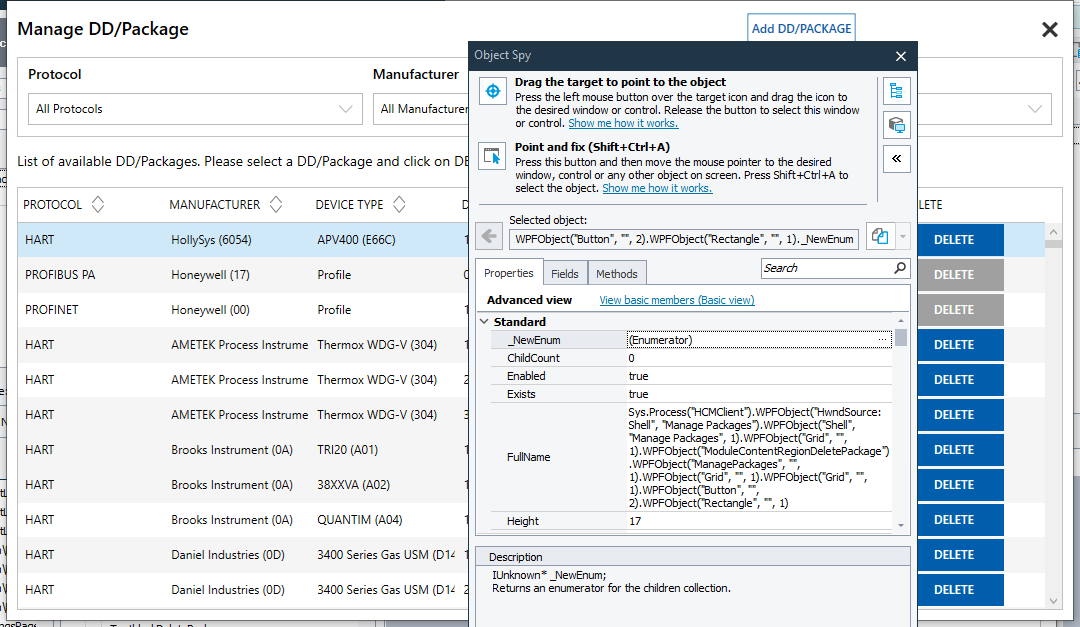 Manage DD/Package
Add DD/PACKAGE
Protocol
Manufacturer
All Protocols
All Manufacturer
List of available DD/Packages. Please select a DD/Package and click on DE
PROTOCOL
MANUFACTURER
DEVICE TYPE
LETE
HART
HollySys (6054)
APV400 (E66C)
DELETE
PROFIBUS PA
Honeywell (17)
Profile
DELETE
PROFINET
Honeywell (00)
Profile
DELETE
HART
AMETEK Process Instrume
Thermox WDG-V (304)
DELETE
HART
AMETEK Process Instrume
Thermox WDG-V (304)
DELETE
HART
AMETEK Process Instrume
Thermox WDG-V (304)
DELETE
HART
Brooks Instrument (0A)
TRI20 (A01)
DELETE
HART
Brooks Instrument (0A)
38XXVA (A02)
DELETE
HART
Brooks Instrument (0A)
QUANTIM (A04)
DELETE
HART
Daniel Industries (0D)
3400 Series Gas USM (D14
DELETE
HART
Daniel Industries (0D)
3400 Series Gas USM (D14
DELETE
Object Spy
Drag the target to point to the object
Press the left mouse button over the target icon and drag the icon to
the desired window or control. Release the button to select this window
or control. Show me how it works.
Point and fix (Shift+Ctrl+A)
Press this button and then move the mouse pointer to the desired
window, control or any other object on screen. Press Shift+Ctrl+A to
select the object. Show me how it works.
Selected object:
WPFObject("Button", "", 2).WPFObject("Rectangle", "", 1)._NewEnum
Properties
Fields
Methods
Search
Advanced view
View basic members (Basic view)
Standard
_NewEnum
(Enumerator)
...
ChildCount
0
Enabled
true
Exists
true
FullName
Sys.Process("HCMClient").WPFObject("HwndSource:
Shell", "Manage Packages").WPFObject("Shell",
"Manage Packages", 1).WPFObject("Grid", "",
1).WPFObject("ModuleContentRegionDeletePackage")
.WPFObject("ManagePackages", "",
1).WPFObject("Grid", "", 1).WPFObject("Grid", "",
1).WPFObject("Button", "",
2).WPFObject("Rectangle", "", 1)
Height
17
Description
IUnknown* _NewEnum;
Returns an enumerator for the children collection.